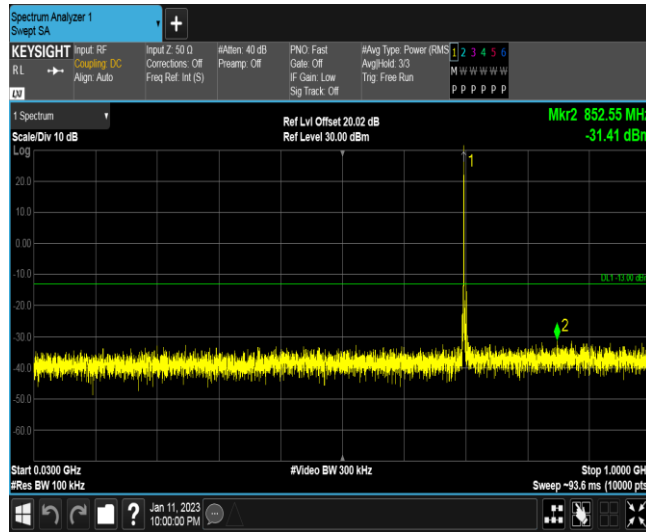 Spectrum Analyzer 1
Swept SA
+
KEYSIGHT
RL
LXI
Input: RF
Coupling: DC
Align: Auto
Input Z: 50 Ω
Corrections: Off
Freq Ref: Int (S)
#Atten: 40 dB
Preamp: Off
PNO: Fast
Gate: Off
IF Gain: Low
Sig Track: Off
#Avg Type: Power (RMS
Avg|Hold: 3/3
Trig: Free Run
1 2 3 4 5 6
M W W W W W
P P P P P P
1 Spectrum
Scale/Div 10 dB
Log
Ref Lvl Offset 20.02 dB
Ref Level 30.00 dBm
Mkr2 852.55 MHz
-31.41 dBm
1
20.0
10.0
0.00
-10.0
DL1 -13.00 dBm
-20.0
2
-30.0
-40.0
-50.0
-60.0
Start 0.0300 GHz
#Res BW 100 kHz
#Video BW 300 kHz
Stop 1.0000 GH
Sweep ~93.6 ms (10000 pts
?
Jan 11, 2023
10:00:00 PM